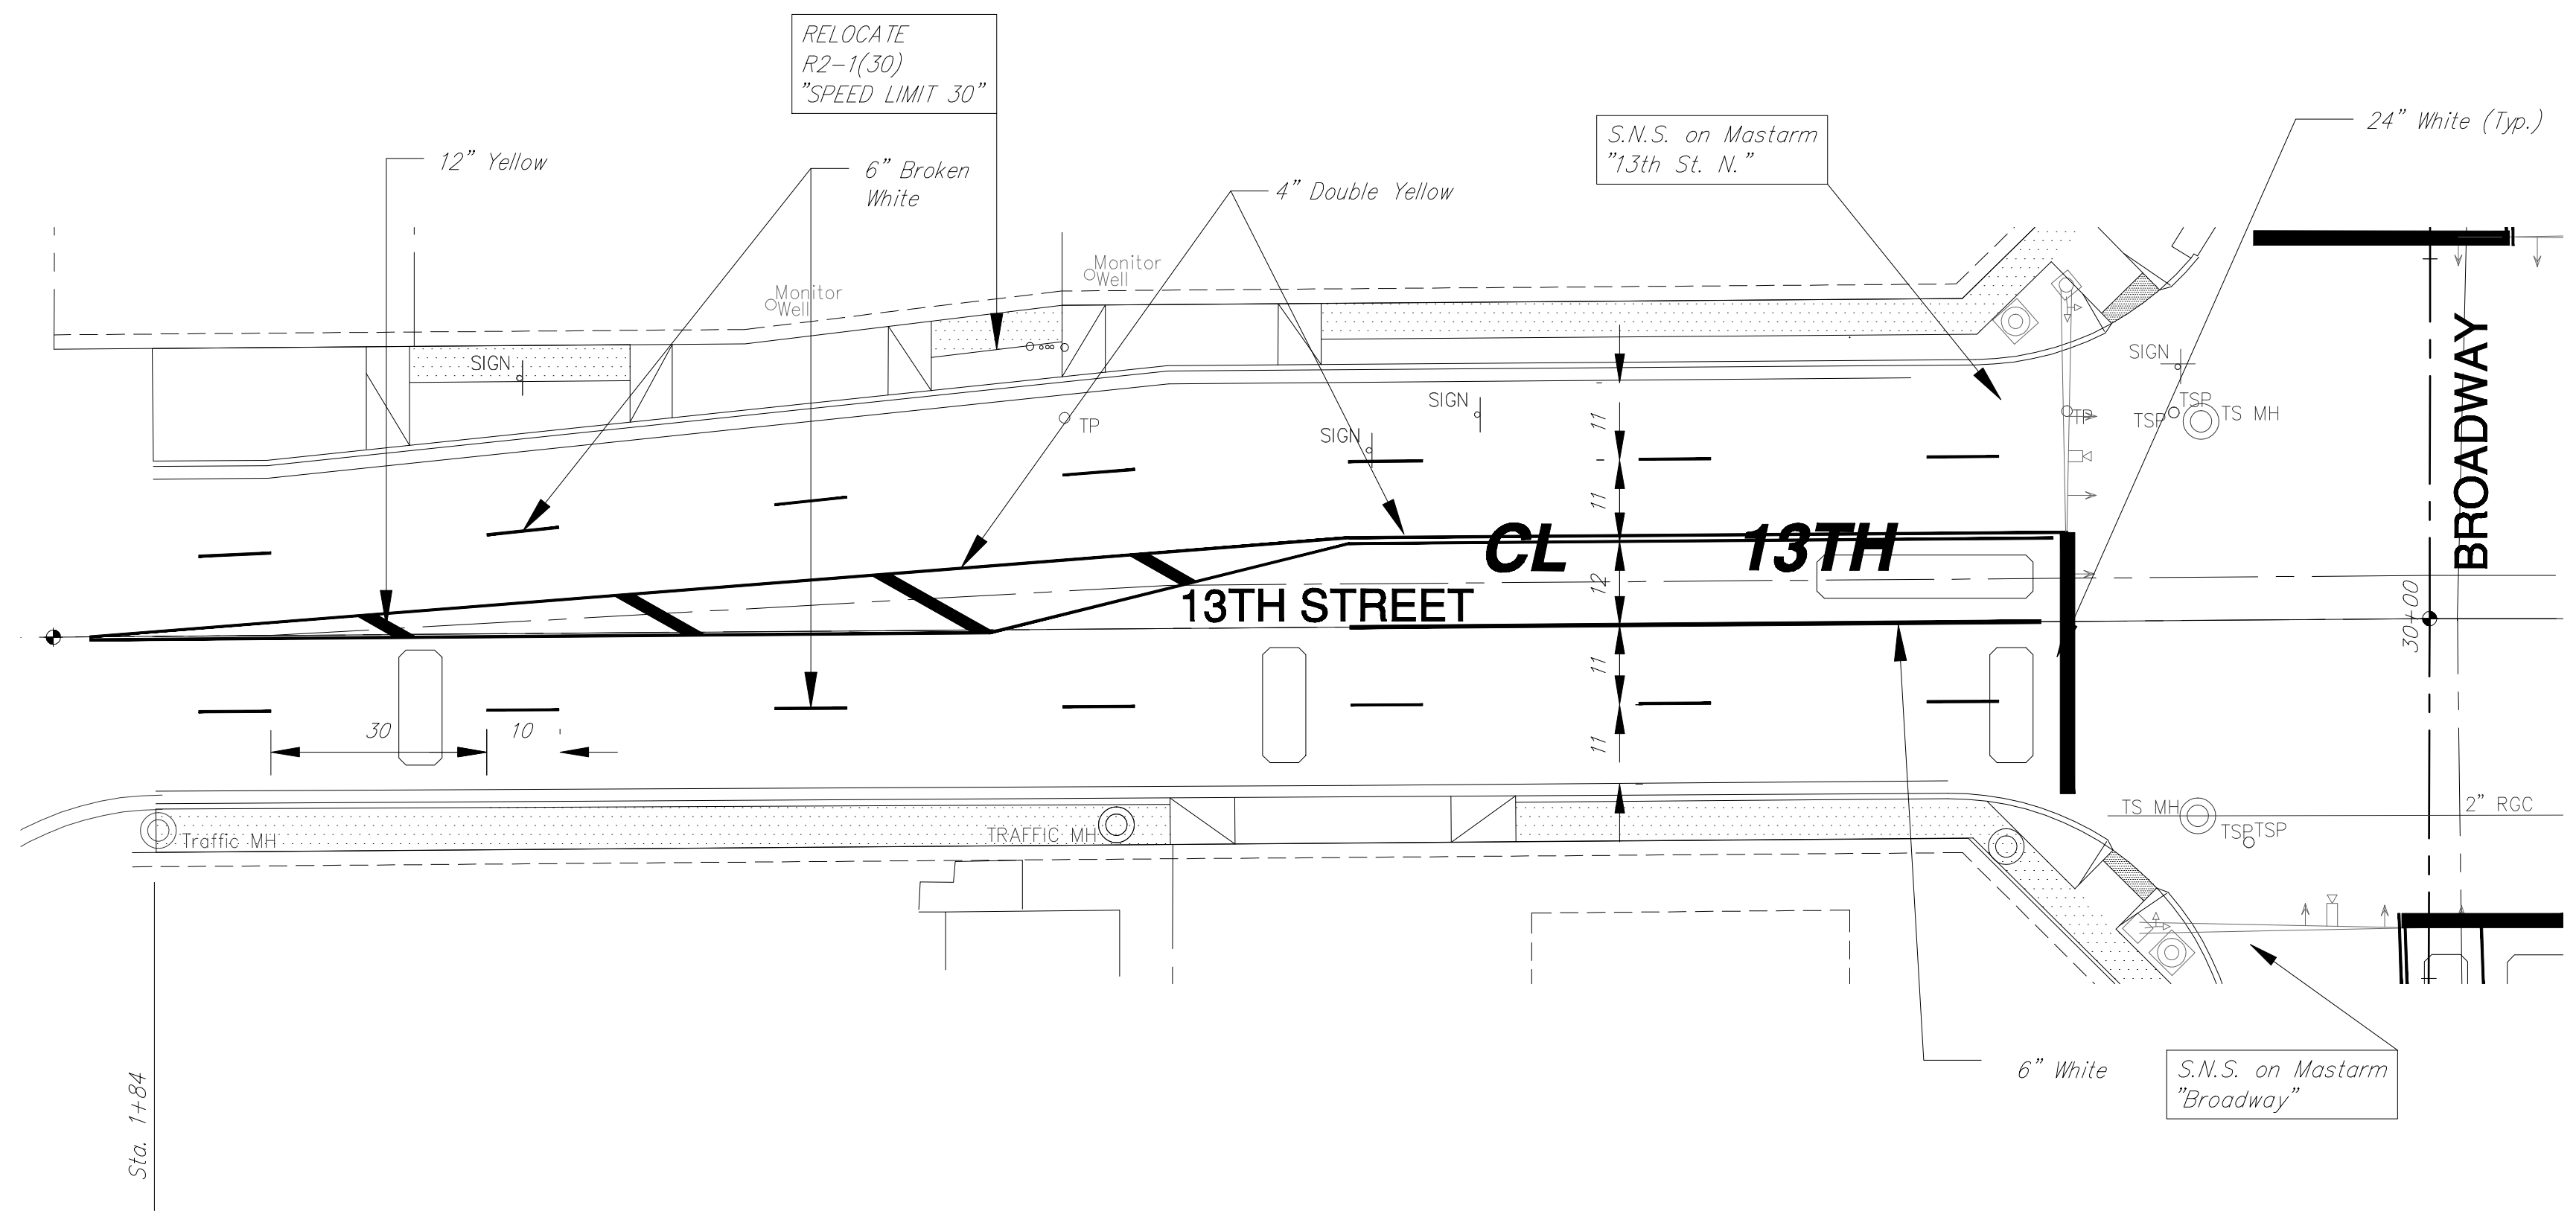 RELOCATE
R2-1(30)
"SPEED LIMIT 30"
12" Yellow
6" Broken
White
4" Double Yellow
S.N.S. on Mastarm
"13th St. N."
24" White (Typ.)
Monitor
Well
Monitor
Well
SIGN
SIGN
SIGN
SIGN
TP
TP
TSP
TSP
TS MH
BROADWAY
11
11
12
11
11
CL 13TH
13TH STREET
30+00
30
10
Traffic MH
TRAFFIC MH
TS MH
TSP
TSP
2" RGC
6" White
S.N.S. on Mastarm
"Broadway"
Sta. 1+84